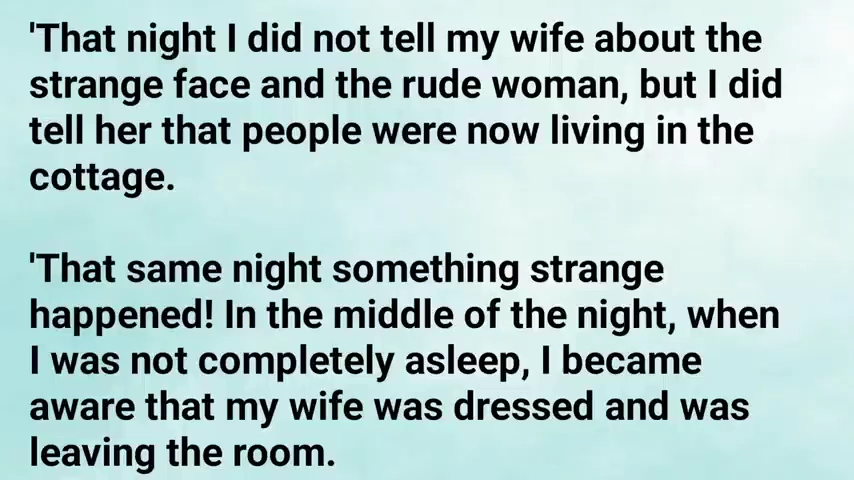 'That night I did not tell my wife about the
strange face and the rude woman, but I did
tell her that people were now living in the
cottage.
'That same night something strange
happened! In the middle of the night, when
I was not completely asleep, I became
aware that my wife was dressed and was
leaving the room.